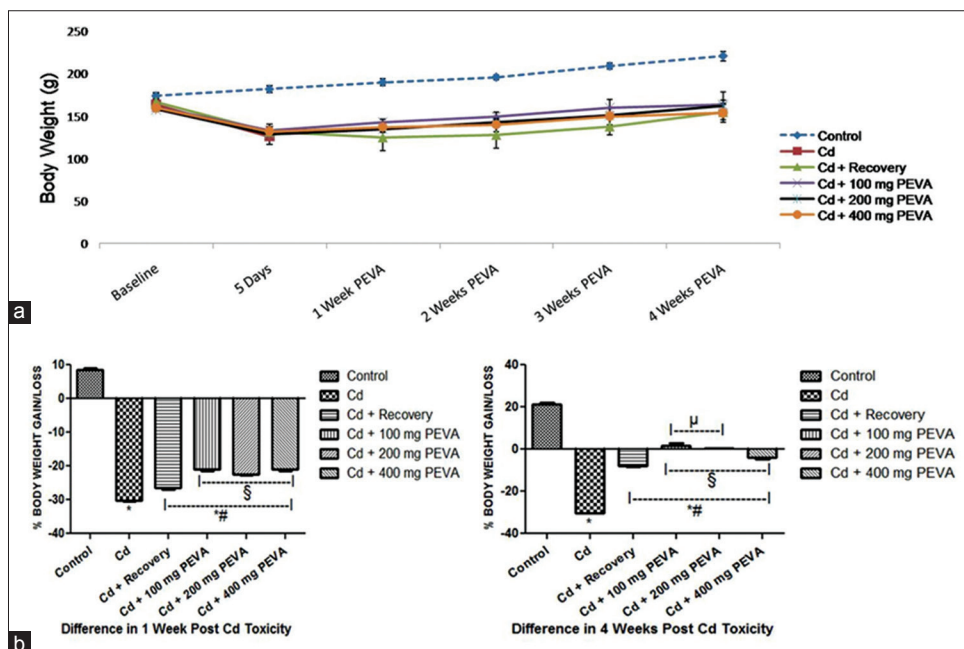 250
200
150
100
50
0
Body Weight (g)
Baseline
5 Days
1 Week PEVA
2 Weeks PEVA
3 Weeks PEVA
4 Weeks PEVA
Control
Cd
Cd + Recovery
Cd + 100 mg PEVA
Cd + 200 mg PEVA
Cd + 400 mg PEVA
a
10
0
-10
-20
-30
-40
% BODY WEIGHT GAIN/LOSS
*
§
*#
Control
Cd
Cd + Recovery
Cd + 100 mg PEVA
Cd + 200 mg PEVA
Cd + 400 mg PEVA
Control
Cd
Cd + Recovery
Cd + 100 mg PEVA
Cd + 200 mg PEVA
Cd + 400 mg PEVA
Difference in 1 Week Post Cd Toxicity
40
20
0
-20
-40
% BODY WEIGHT GAIN/LOSS
*
µ
§
*#
Control
Cd
Cd + Recovery
Cd + 100 mg PEVA
Cd + 200 mg PEVA
Cd + 400 mg PEVA
Control
Cd
Cd + Recovery
Cd + 100 mg PEVA
Cd + 200 mg PEVA
Cd + 400 mg PEVA
Difference in 4 Weeks Post Cd Toxicity
b